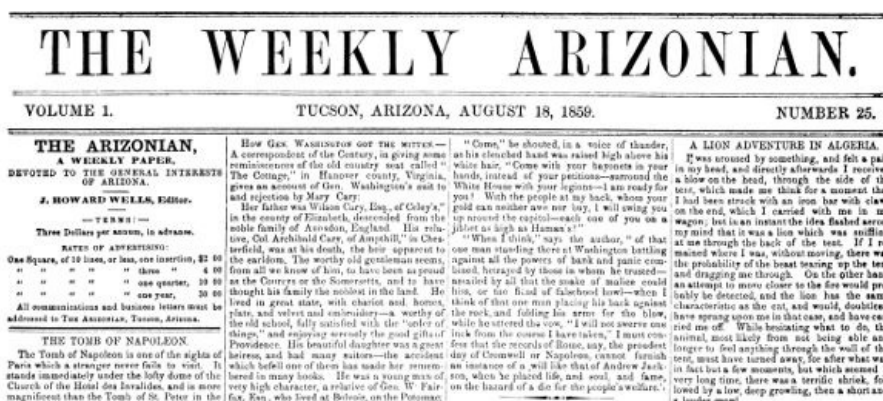 THE WEEKLY ARIZONIAN.
VOLUME 1.
TUCSON, ARIZONA, AUGUST 18, 1859.
NUMBER 25.
THE ARIZONIAN,
A WEEKLY PAPER,
DEVOTED TO THE GENERAL INTERESTS
OF ARIZONA.
J. HOWARD WELLS, Editor.
—TERMS:—
Three Dollars per annum, in advance.
RATES OF ADVERTISING:
One Square, of 10 lines, or less, one insertion, $2 00
" " " " three " 4 00
" " " " one quarter, 10 00
" " " " one year, 30 00
All communications and business letters must be
addressed to THE ARIZONIAN, Tucson, Arizona.
THE TOMB OF NAPOLEON.
The Tomb of Napoleon is one of the sights of
Paris which a stranger never fails to visit. It
stands immediately under the lofty dome of the
Church of the Hotel des Invalides, and is more
magnificent than the Tomb of St. Peter in the
HOW GEN. WASHINGTON GOT THE MITTEN.—
A correspondent of the Century, in giving some
reminiscences of the old country seat called "
The Cottage," in Hanover county, Virginia,
gives an account of Gen. Washington's suit to
and rejection by Mary Cary:
Her father was Wilson Cary, Esq., of Celey's,"
in the county of Elizabeth, descended from the
noble family of England. His rela-
tive, Col. Archibald Cary, of Ampthill," in Ches-
terfield, was at his death, the heir apparent to
the earldom. The worthy old gentleman seems,
from all we know of him, to have been as proud
as the Courcys or the Somersetts, and to have
thought his family the noblest in the land. He
lived in great state, with chariot and horses,
plate, and velvet and embroidery—a worthy of
the old school, fully satisfied with the "order of
things," and enjoying serenely the good gifts of
Providence. His beautiful daughter was a great
heiress, and had many suitors—the accident
which befell one of them has made her remem-
bered in many books. He was a young man of
very high character, a relative of Gen. W Fair-
fax, Esq., who lived at Belvoir, on the Potomac
"Come," he shouted, in a voice of thunder,
as his clenched hand was raised high above his
white hair, "Come with your bayonets in your
hands, instead of your petitions—surround the
White House with your legions—I am ready for
you! With the people at my back, whom your
gold can neither awe nor buy, I will swing you
up around the capitol—each one of you on a
jibbet as high as Haman's!"
"When I think," says the author, "of that
one man standing there at Washington battling
against all the powers of bank and panic com-
bined, betrayed by those in whom he trusted—
assailed by all that the snake of malice could
hiss, or the fiend of falsehood howl—when I
think of that one man placing his back against
the rock, and folding his arms for the blow,
while he uttered the vow, "I will not swerve one
inch from the course I have taken," I must con-
fess that the records of Rome, nay, the proudest
day of Cromwell or Napoleon, cannot furnish
an instance of a will like that of Andrew Jack-
son, when he placed life, and soul, and fame,
on the hazard of a die for the people's welfare.'
A LION ADVENTURE IN ALGERIA.
I was aroused by something, and felt a pai
in my head, and directly afterwards I receive
a blow on the head, through the side of th
tent, which made me think for a moment tha
I had been struck with an iron bar with claw
on the end, which I carried with me in m
wagon; but in an instant the idea flashed acro
my mind that it was a lion which was sniffin
at me through the back of the tent. If I r
mained where I was, without moving, there wa
the probability of the beast tearing up the ten
and dragging me through. On the other han
an attempt to move closer to the fire would pro
bably be detected, and the lion has the sam
characteristic as the cat, and would, doubtles
have sprung upon me in that case, and have ca
ried me off. While hesitating what to do, th
animal, most likely from not being able an
longer to feel anything through the wall of th
tent, must have turned away, for after what wa
in fact but a few moments, but which seemed
very long time, there was a terrific shriek, fo
lowed by a low, deep growling, then a short an